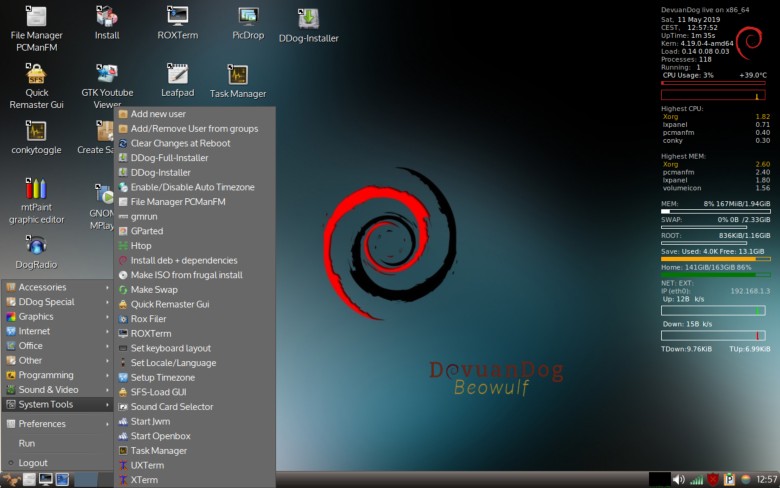 File Manager
PCManFM
Install
ROXTerm
PicDrop
DDog-Installer
Quick
Remaster Gui
GTK Youtube
Viewer
Leafpad
Task Manager
conkytoggle
Create Sa
mtPaint
graphic editor
GNOM
MPlay
DogRadio
Accessories
DDog Special
Graphics
Internet
Office
Other
Programming
Sound & Video
System Tools
Preferences
Run
Logout
Add new user
Add/Remove User from groups
Clear Changes at Reboot
DDog-Full-Installer
DDog-Installer
Enable/Disable Auto Timezone
File Manager PCManFM
gmrun
GParted
Htop
Install deb + dependencies
Make ISO from frugal install
Make Swap
Quick Remaster Gui
Rox Filer
ROXTerm
Set keyboard layout
Set Locale/Language
Setup Timezone
SFS-Load GUI
Sound Card Selector
Start Jwm
Start Openbox
Task Manager
UXTerm
XTerm
DevuanDog
Beowulf
DevuanDog live on x86_64
Sat, 11 May 2019
CEST, 12:57:52
UpTime: 1m 35s
Kern: 4.19.0-4-amd64
Load: 0.14 0.08 0.03
Processes: 118
Running: 1
CPU Usage: 3% +39.0°C
Highest CPU:
Xorg 1.82
lxpanel 0.71
pcmanfm 0.40
conky 0.30
Highest MEM:
Xorg 2.60
pcmanfm 2.40
lxpanel 1.80
volumeicon 1.56
MEM: 8% 167MiB/1.94GiB
SWAP: 0% 0B /2.33GiB
ROOT: 836KiB/1.16GiB
Save: Used: 4.0K Free: 13.1GiB
Home: 141GiB/163GiB 86%
NET: EXT:
IP (eth0): 192.168.1.3
Up: 12B k/s
Down: 15B k/s
TDown:9.76KiB TUp:6.99KiB
12:57